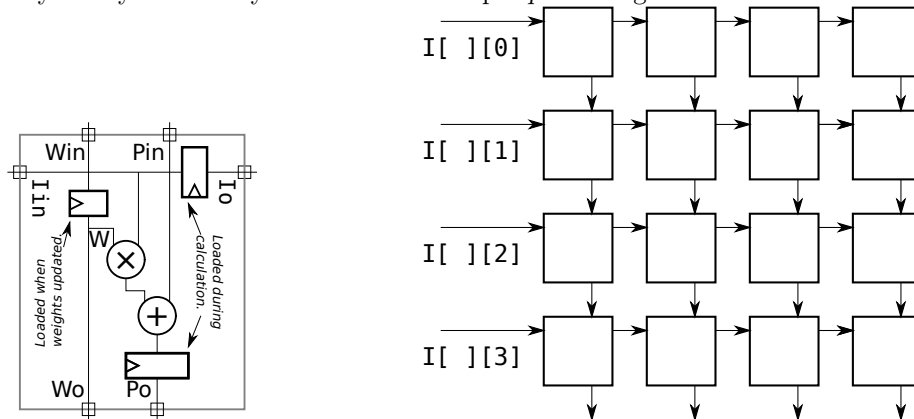 I[ ][0]
I[ ][1]
I[ ][2]
I[ ][3]
Win
Pin
Iin
Io
W
Loaded when
weights updated.
Loaded during
calculation.
Wo
Po